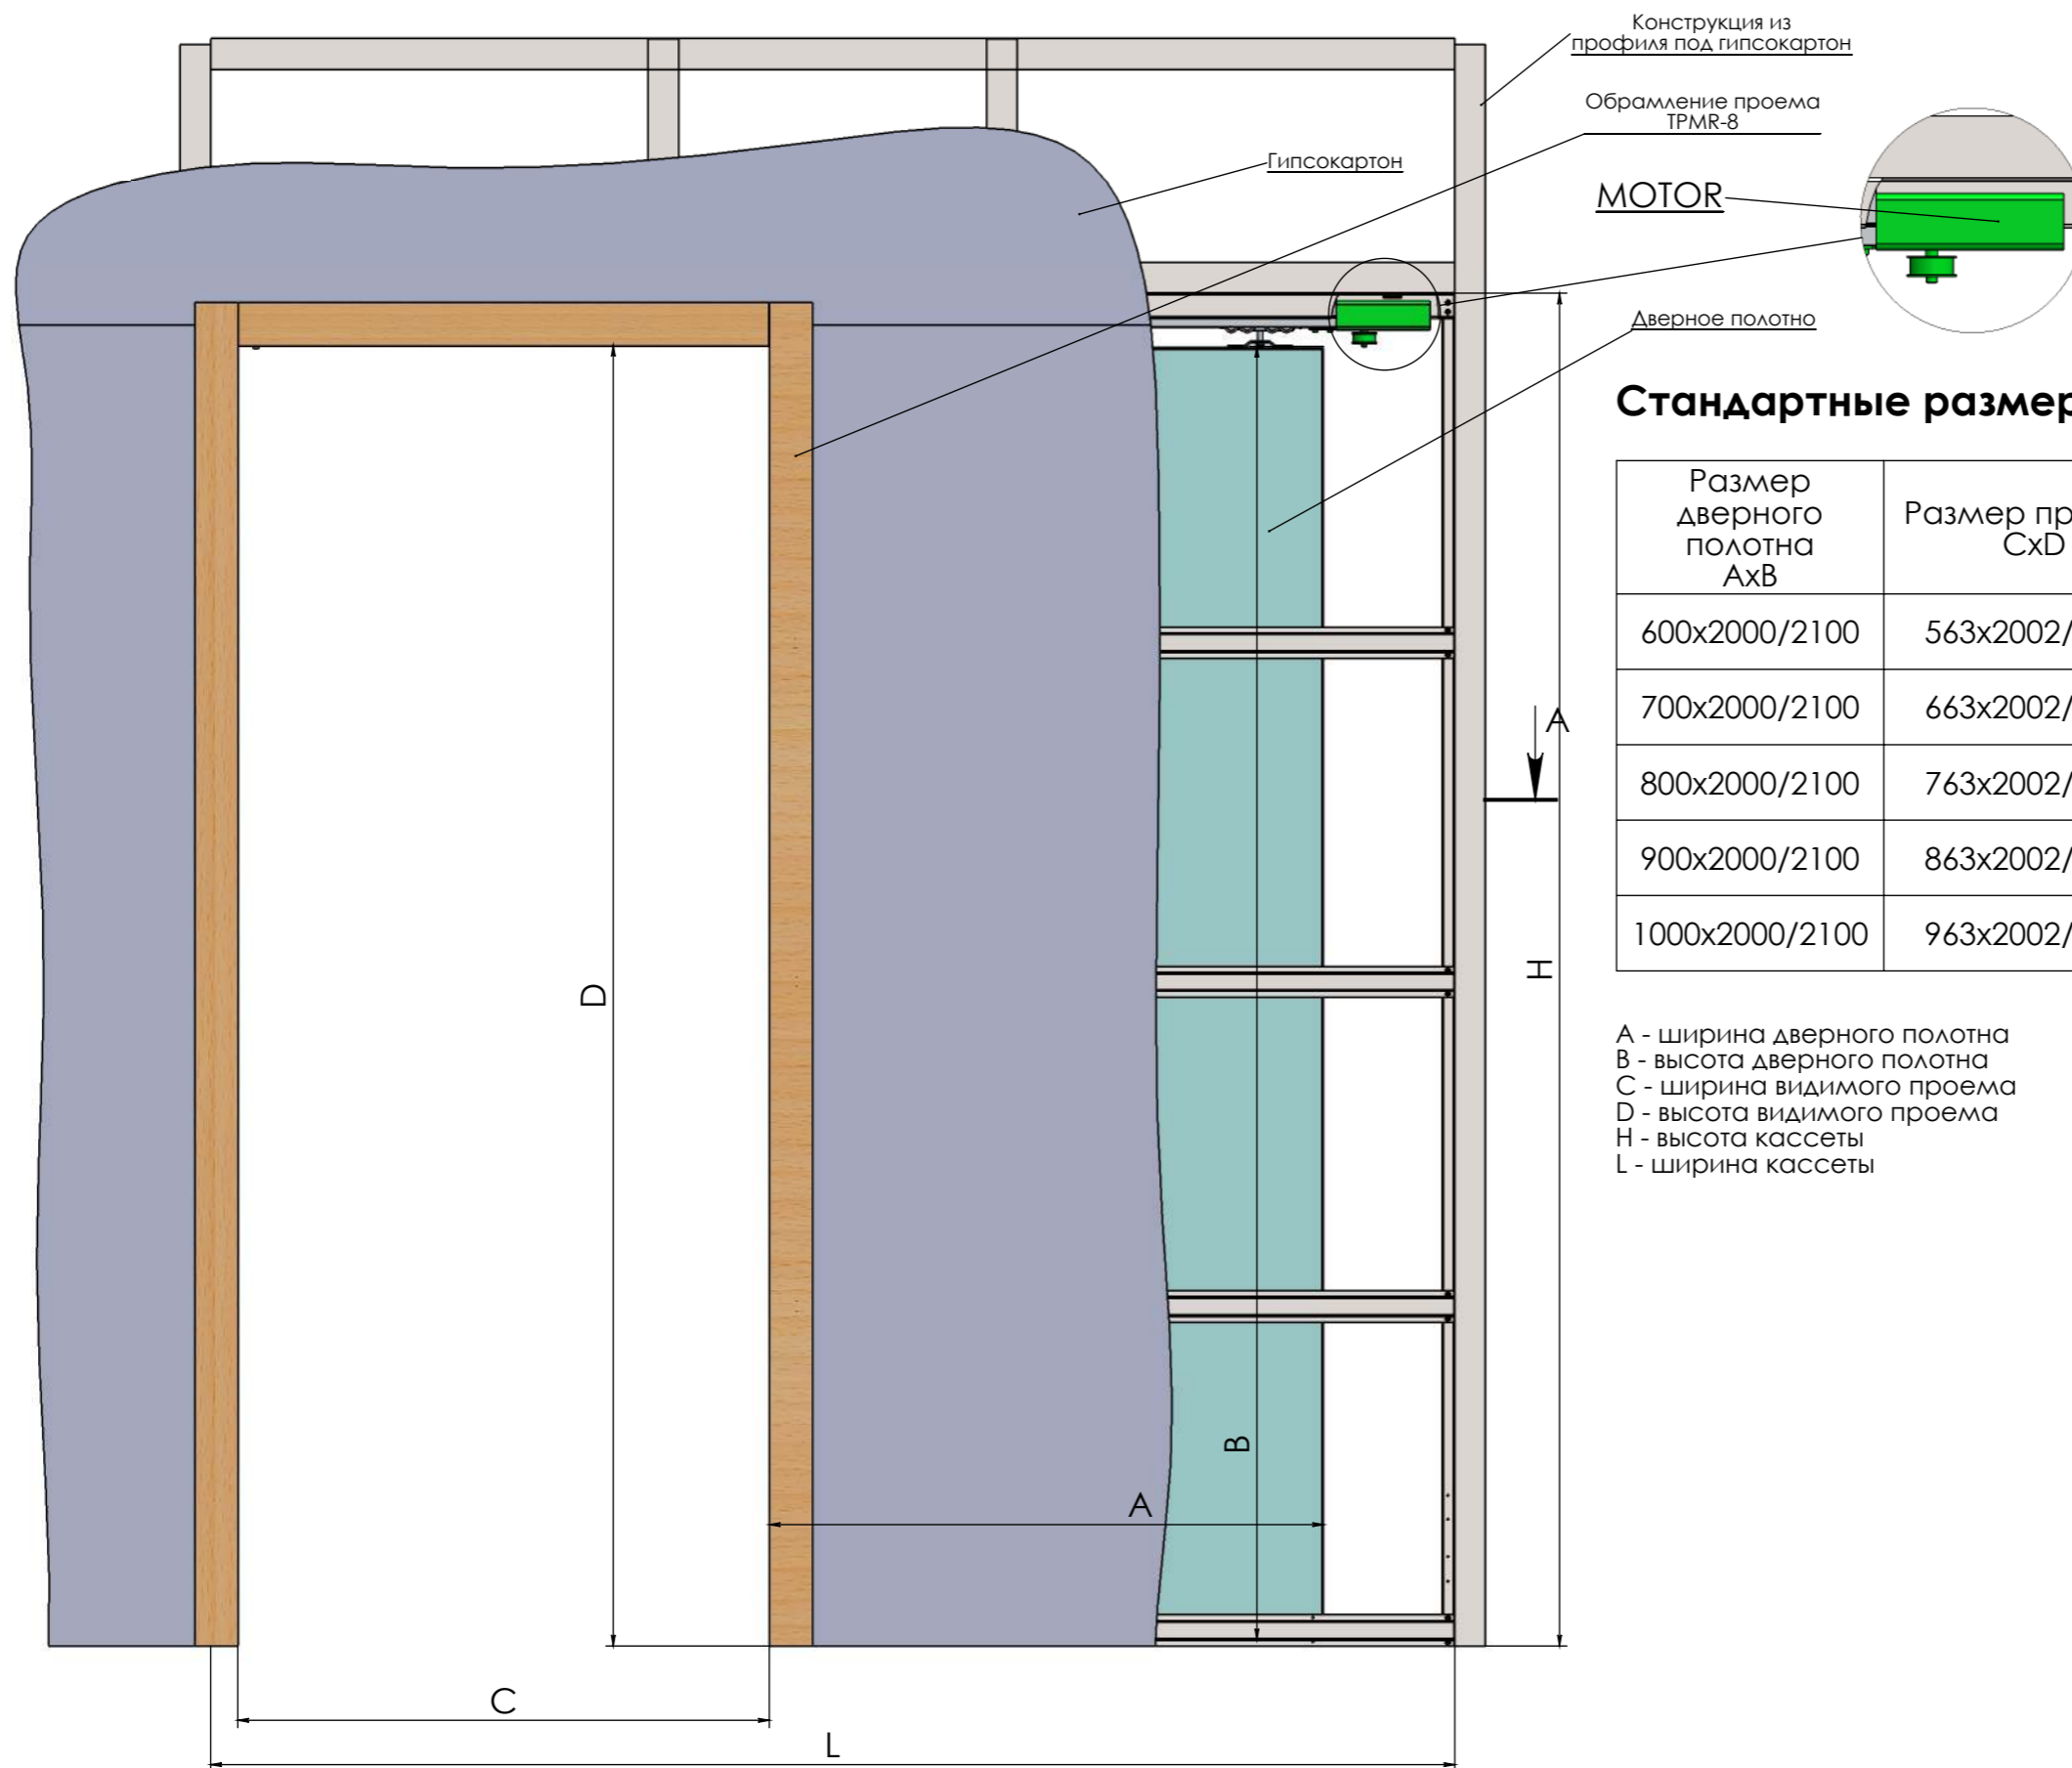 Конструкция из
профиля под гипсокартон
Обрамление проема
TPMR-8
Гипсокартон
MOTOR
Дверное полотно
Стандартные
Размер
дверного
полотна
AxB
Размер
CxD
600x2000/2100
563x2002/
700x2000/2100
663x2002/
800x2000/2100
763x2002/
900x2000/2100
863x2002/
1000x2000/2100
963x2002/
A
H
D
B
A
C
L
A - ширина дверного полотна
B - высота дверного полотна
C - ширина видимого проема
D - высота видимого проема
H - высота кассеты
L - ширина кассеты